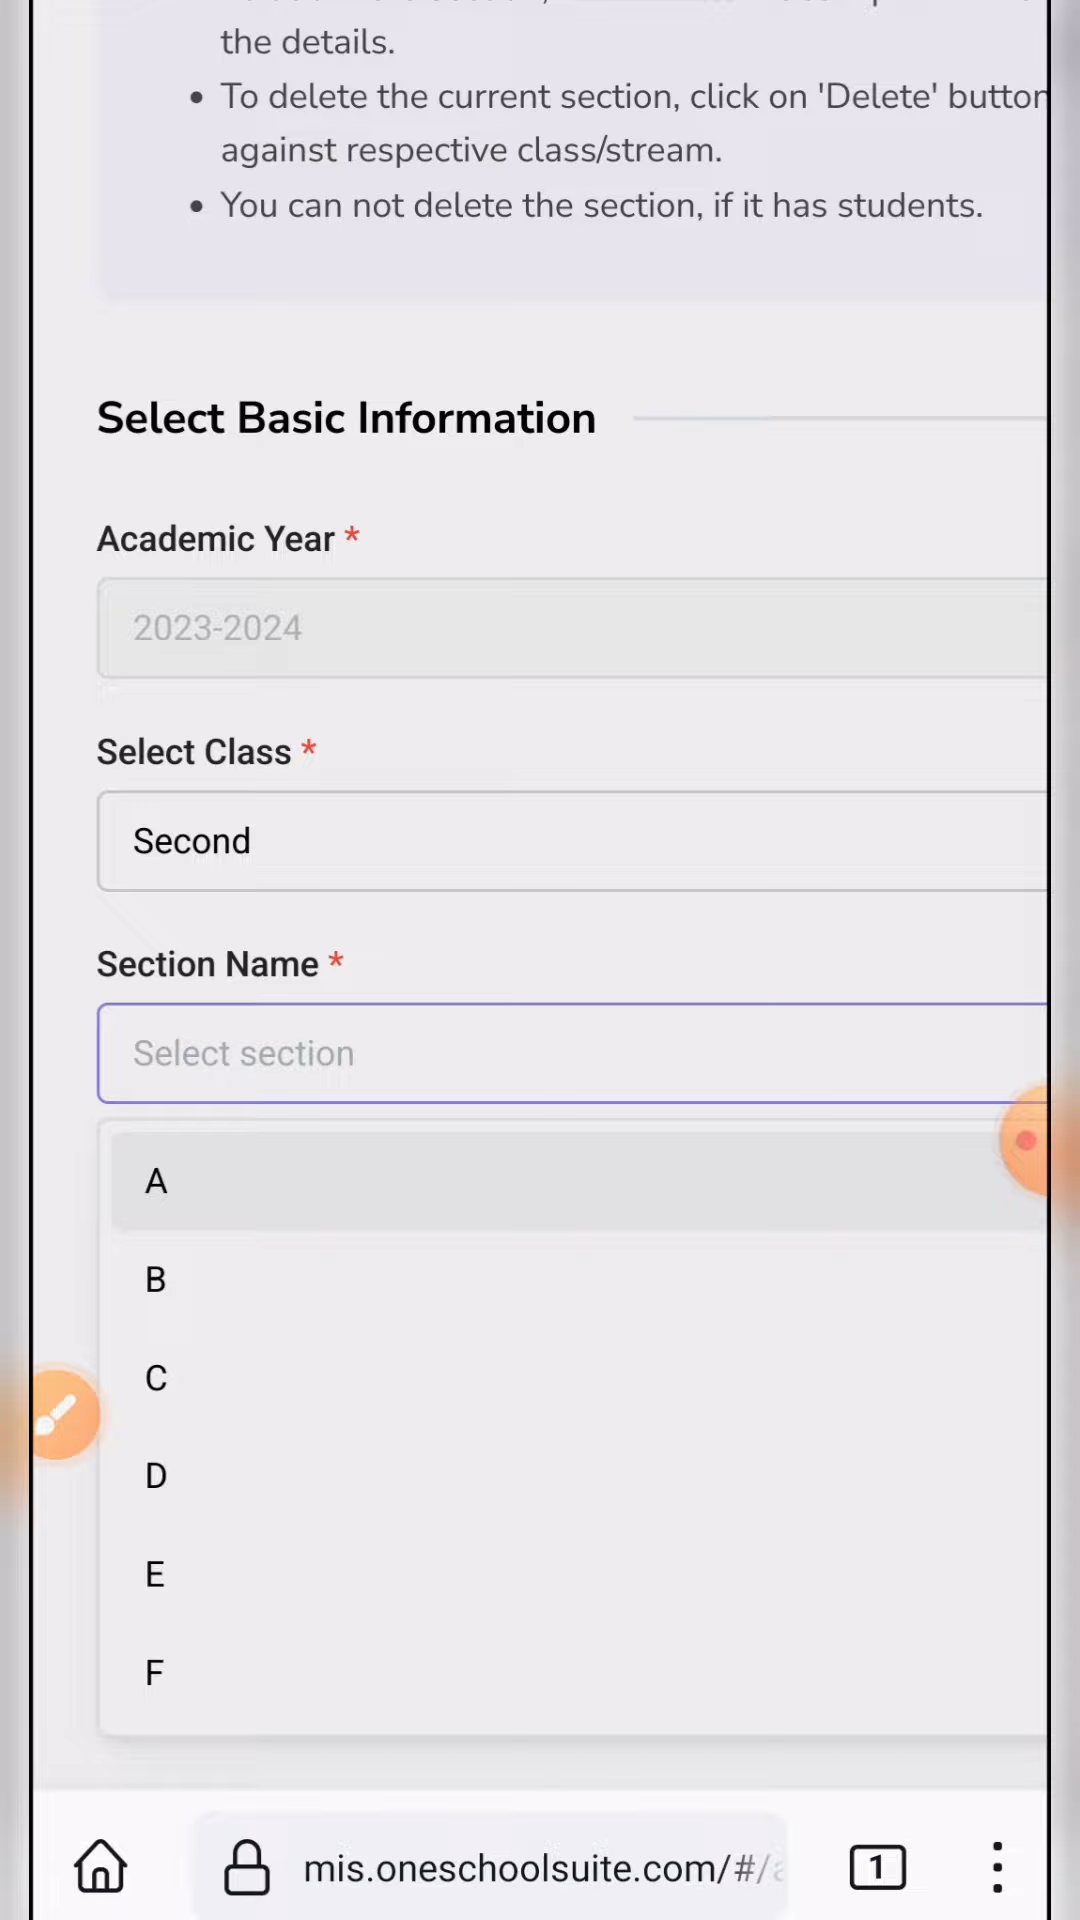 the details.
• To delete the current section, click on 'Delete' button
against respective class/stream.
• You can not delete the section, if it has students.
Select Basic Information
Academic Year *
2023-2024
Select Class *
Second
Section Name *
Select section
A
B
C
D
E
F
mis.oneschoolsuite.com/#/
1